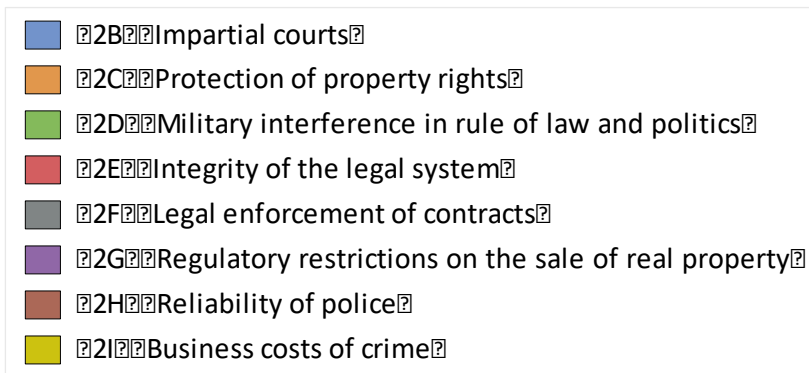 ⍰2B⍰⍰Impartial courts⍰
⍰2C⍰⍰Protection of property rights⍰
⍰2D⍰⍰Military interference in rule of law and politics⍰
⍰2E⍰⍰Integrity of the legal system⍰
⍰2F⍰⍰Legal enforcement of contracts⍰
⍰2G⍰⍰Regulatory restrictions on the sale of real property⍰
⍰2H⍰⍰Reliability of police⍰
⍰2I⍰⍰Business costs of crime⍰